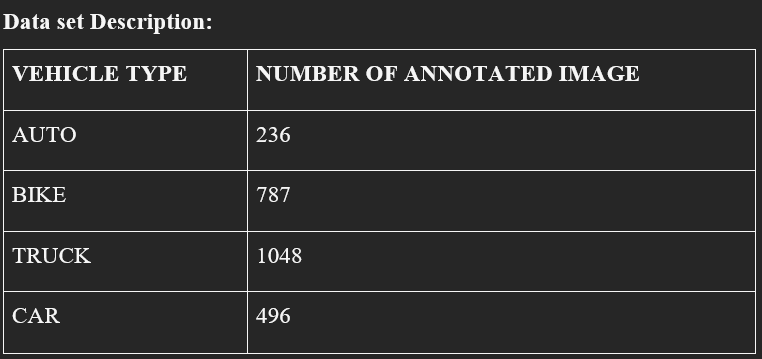 Data set Description:
VEHICLE TYPE NUMBER OF ANNOTATED IMAGE
AUTO 236
BIKE 787
TRUCK 1048
CAR 496